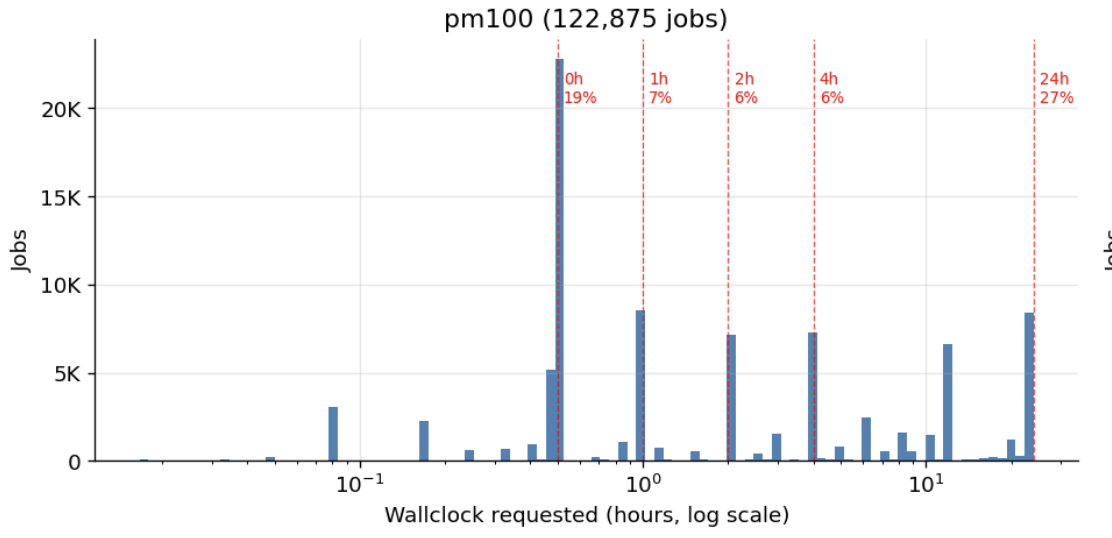 pm100 (122,875 jobs)
0h
19%
1h
7%
2h
6%
4h
6%
24h
27%
20K
15K
10K
5K
0
Jobs
Jobs
10⁻¹
10⁰
10¹
Wallclock requested (hours, log scale)